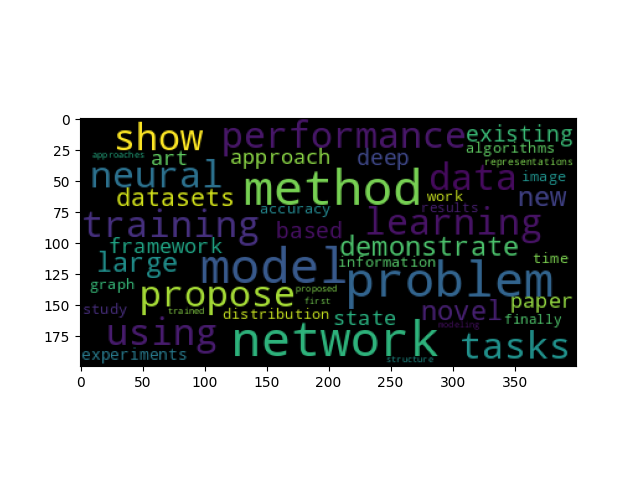 0
show performance existing
algorithms
approaches art approach deep representations
25
neural data image
50
datasets method work new
accuracy results
75
training based learning
100
framework demonstrate
large model information time
125
graph propose proposed problem
first paper
150
study trained distribution state novel finally
modeling
175
using network tasks
experiments structure
0 50 100 150 200 250 300 350